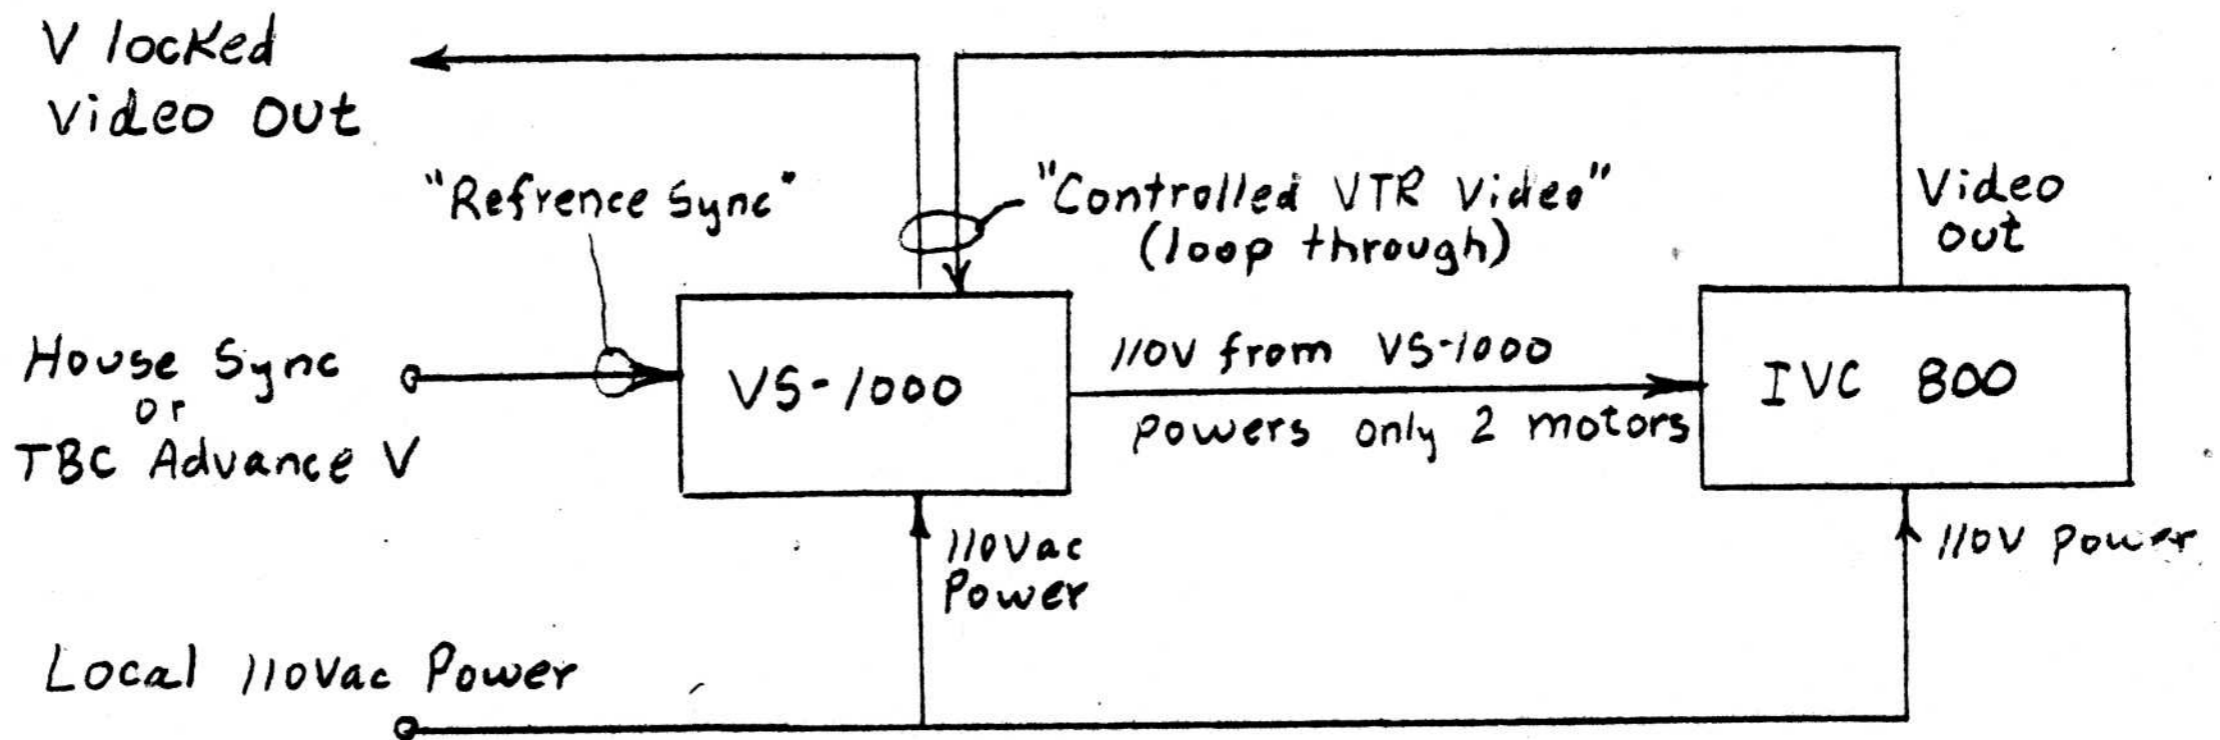 V locked
Video Out
"Refrence Sync"
"Controlled VTR Video"
(loop through)
Video
out
House Sync
or
TBC Advance V
VS-1000
110V from VS-1000
powers only 2 motors
IVC 800
110Vac
Power
110V Power
Local 110Vac Power